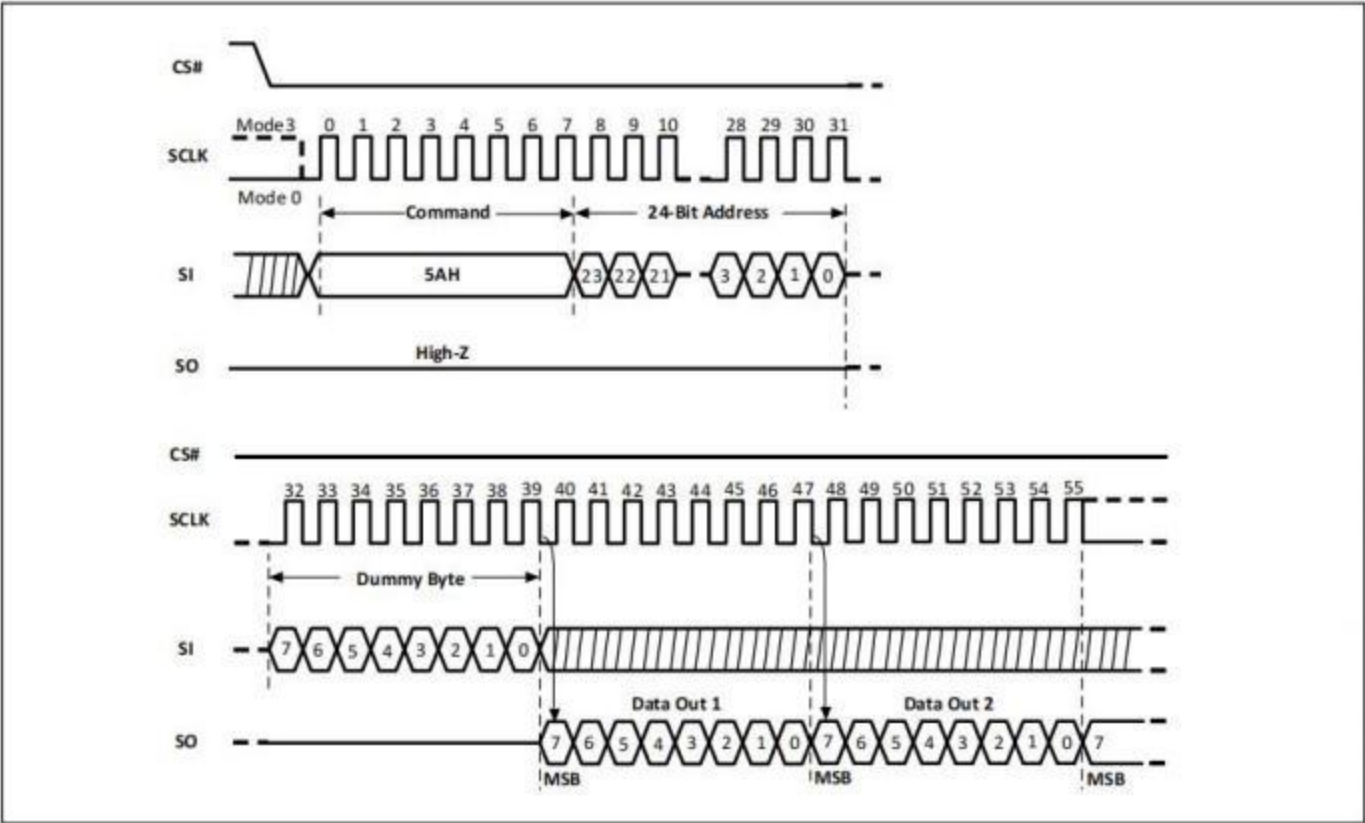 CS#
Mode3 0 1 2 3 4 5 6 7 8 9 10 28 29 30 31
SCLK
Mode 0
Command 24-Bit Address
SI 5AH 23 22 21 3 2 1 0
High-Z
SO
CS#
32 33 34 35 36 37 38 39 40 41 42 43 44 45 46 47 48 49 50 51 52 53 54 55
SCLK
Dummy Byte
SI 7 6 5 4 3 2 1 0
Data Out 1 Data Out 2
SO 7 6 5 4 3 2 1 0 7 6 5 4 3 2 1 0 7
MSB MSB MSB